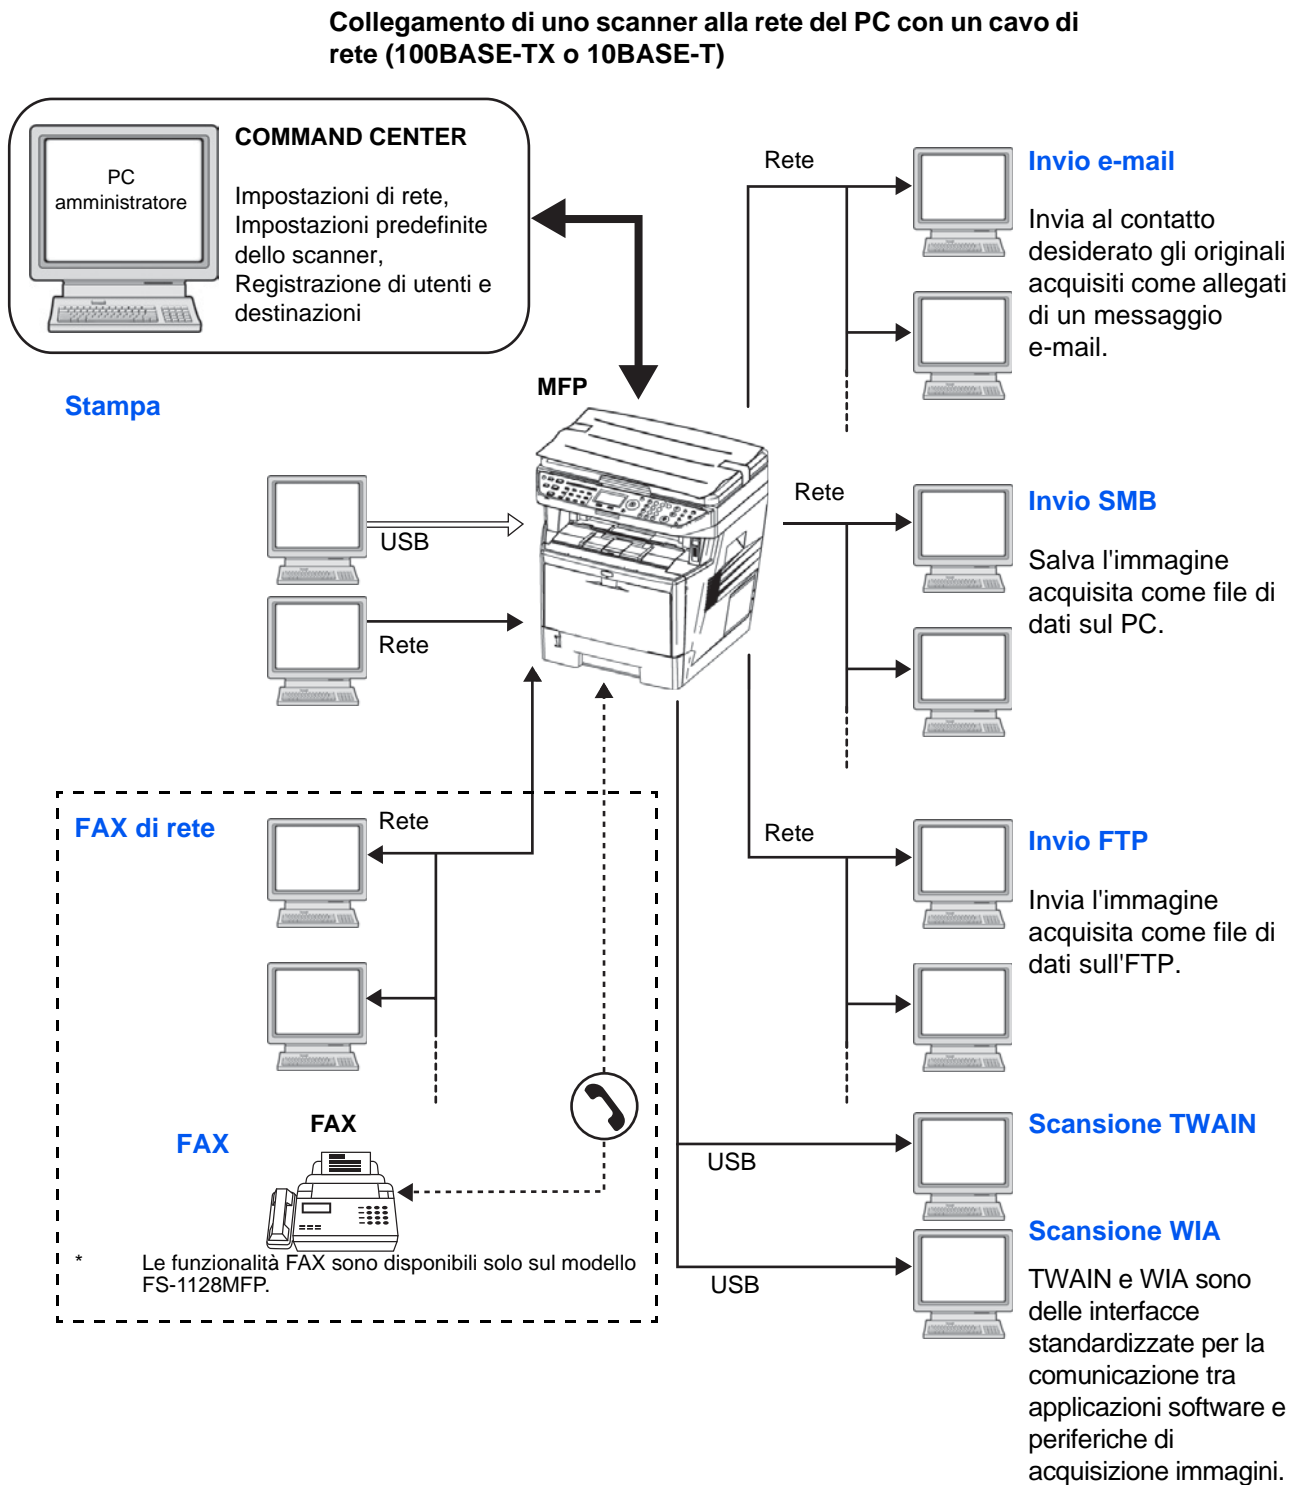 Collegamento di uno scanner alla rete del PC con un cavo di
rete (100BASE-TX o 10BASE-T)
PC
amministratore
COMMAND CENTER
Impostazioni di rete,
Impostazioni predefinite
dello scanner,
Registrazione di utenti e
destinazioni
Rete
Invio e-mail
Invia al contatto
desiderato gli originali
acquisiti come allegati
di un messaggio
e-mail.
Stampa
MFP
USB
Rete
Rete
Invio SMB
Salva l'immagine
acquisita come file di
dati sul PC.
FAX di rete
Rete
Rete
Invio FTP
Invia l'immagine
acquisita come file di
dati sull'FTP.
FAX
FAX
* Le funzionalità FAX sono disponibili solo sul modello
FS-1128MFP.
USB
Scansione TWAIN
USB
Scansione WIA
TWAIN e WIA sono
delle interfacce
standardizzate per la
comunicazione tra
applicazioni software e
periferiche di
acquisizione immagini.